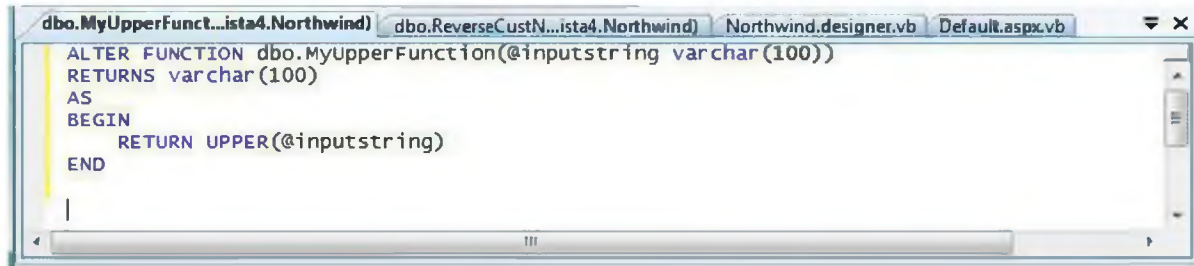 dbo.MyUpperFunct...ista4.Northwind) dbo.ReverseCustN...ista4.Northwind) Northwind.designer.vb Default.aspx.vb
ALTER FUNCTION dbo.MyUpperFunction(@inputstring varchar(100))
RETURNS varchar(100)
AS
BEGIN
    RETURN UPPER(@inputstring)
END